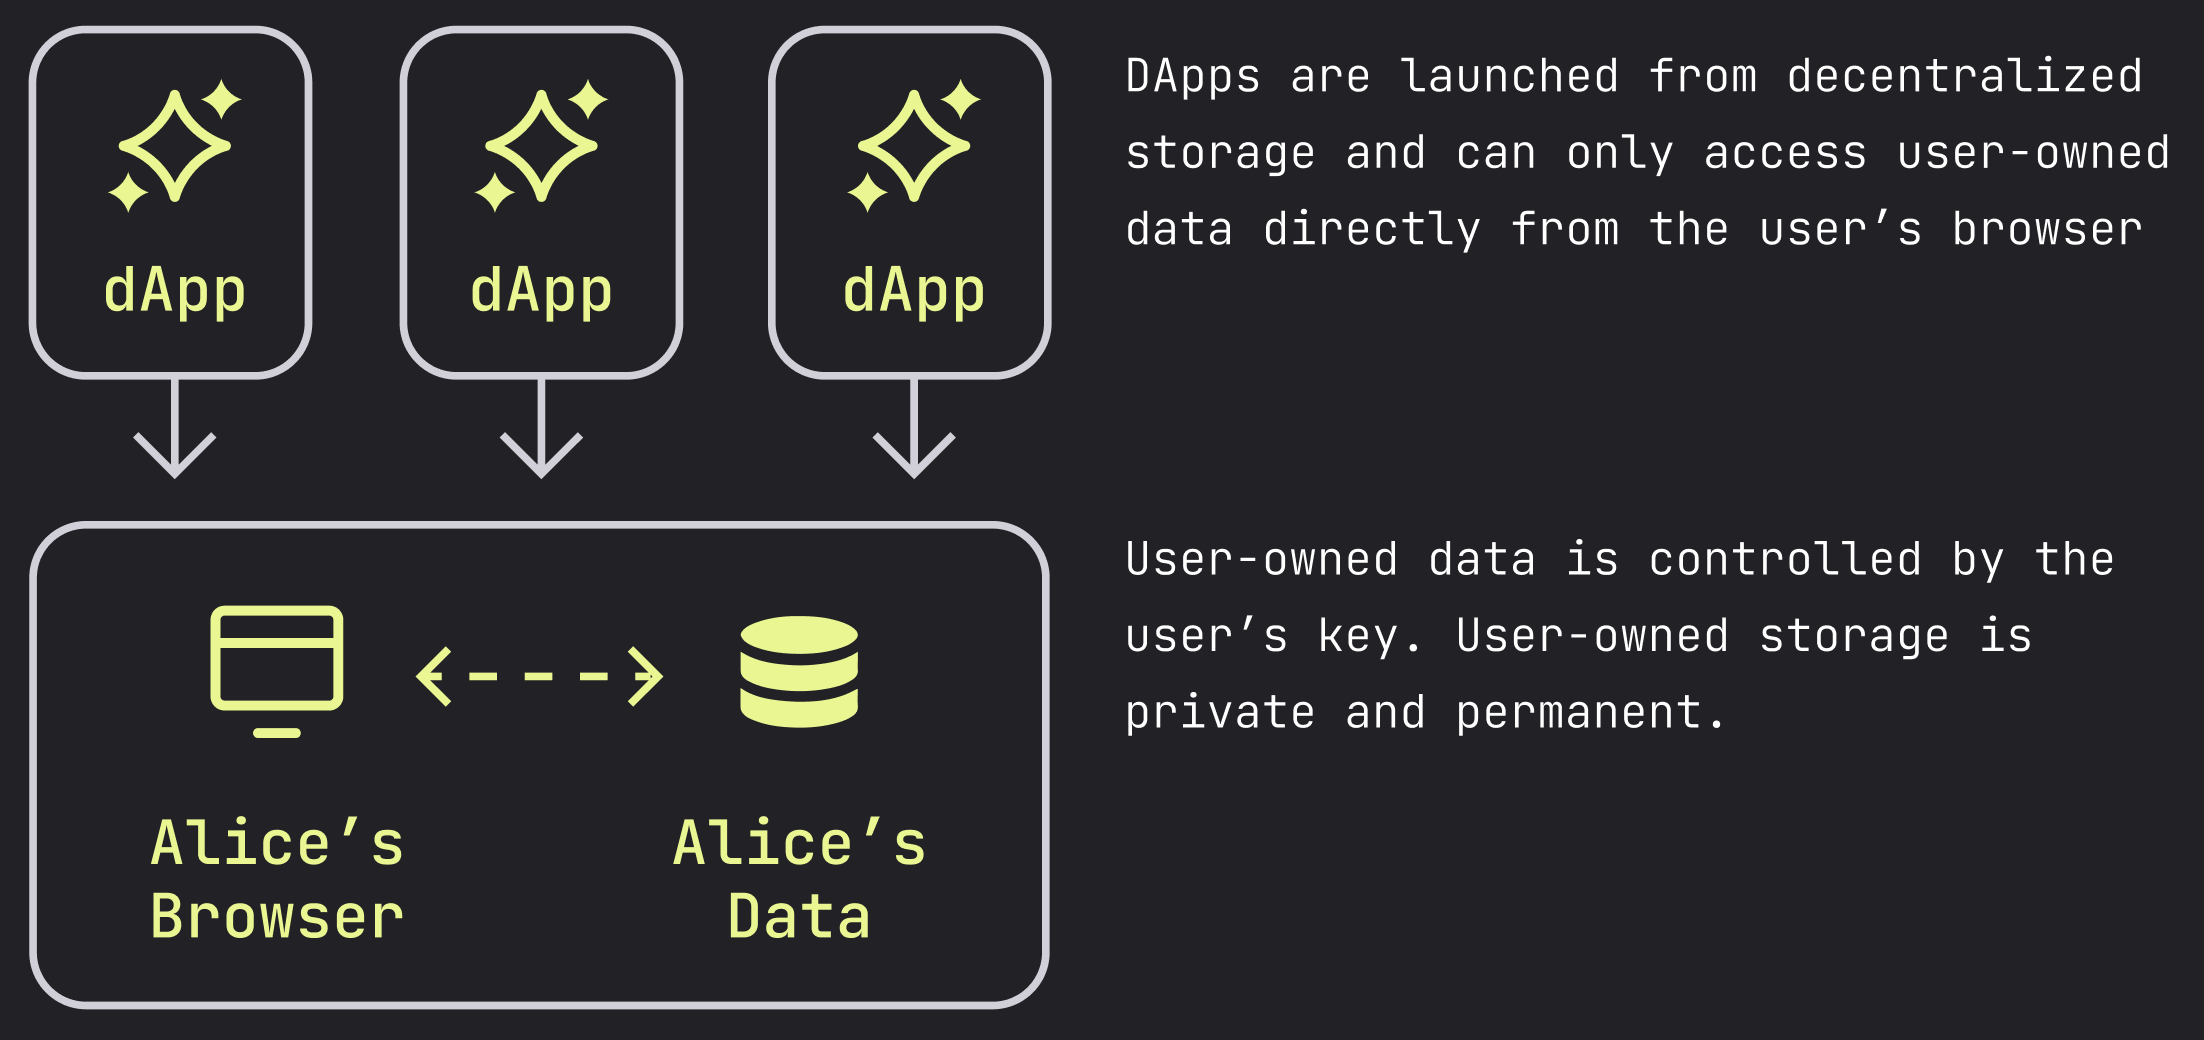 dApp
dApp
dApp
DApps are launched from decentralized
storage and can only access user-owned
data directly from the user’s browser
Alice’s
Browser
Alice’s
Data
User-owned data is controlled by the
user’s key. User-owned storage is
private and permanent.